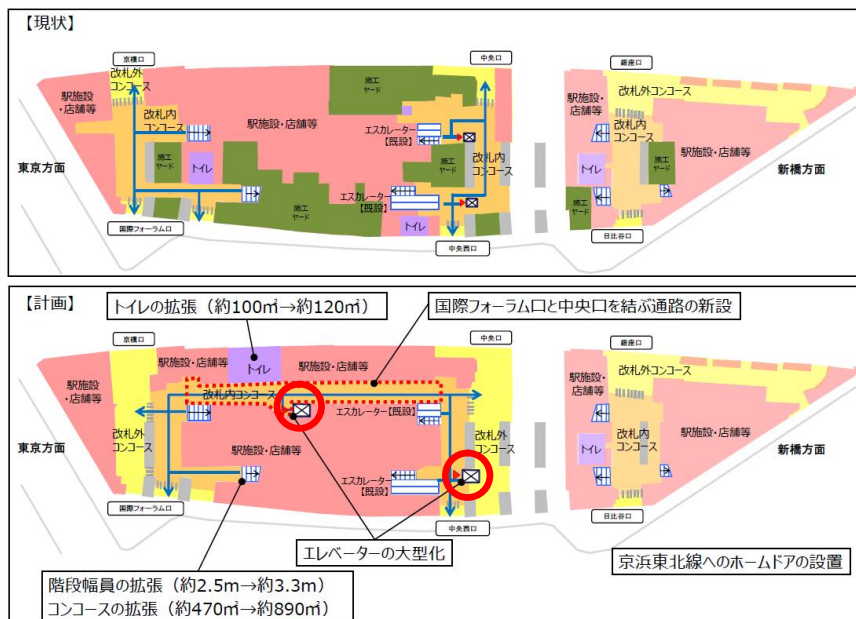 【現状】
京橋口
改札外
コンコース
駅施設・
店舗等
改札内
コンコース
駅施設・店舗等
施工
ヤード
中央口
エスカレーター
【既設】
改札内
コンコース
施工
ヤード
トイレ
施工
ヤード
エスカレーター
【既設】
施工
ヤード
トイレ
東京方面
国際フォーラム口
中央西口
銀座口
改札外コンコース
駅施設・
店舗等
改札内
コンコース
駅施設・店舗等
トイレ
施工
ヤード
施工
ヤード
新橋方面
日比谷口
【計画】
トイレの拡張（約100㎡→約120㎡）
国際フォーラム口と中央口を結ぶ通路の新設
京橋口
駅施設・店舗等
トイレ
駅施設・店舗等
中央口
駅施設・
店舗等
改札内コンコース
エスカレーター【既設】
東京方面
改札外
コンコース
駅施設・店舗等
改札外
コンコース
エスカレーター
【既設】
国際フォーラム口
中央西口
銀座口
改札外コンコース
駅施設・
店舗等
改札内
コンコース
駅施設・店舗等
トイレ
新橋方面
日比谷口
エレベーターの大型化
京浜東北線へのホームドアの設置
階段幅員の拡張（約2.5m→約3.3m）
コンコースの拡張（約470㎡→約890㎡）